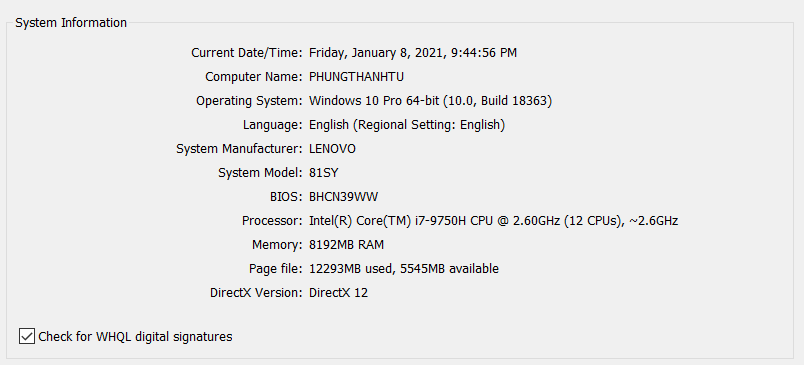 System Information
Current Date/Time: Friday, January 8, 2021, 9:44:56 PM
Computer Name: PHUNGTHANHTU
Operating System: Windows 10 Pro 64-bit (10.0, Build 18363)
Language: English (Regional Setting: English)
System Manufacturer: LENOVO
System Model: 81SY
BIOS: BHCN39WW
Processor: Intel(R) Core(TM) i7-9750H CPU @ 2.60GHz (12 CPUs), ~2.6GHz
Memory: 8192MB RAM
Page file: 12293MB used, 5545MB available
DirectX Version: DirectX 12
Check for WHQL digital signatures